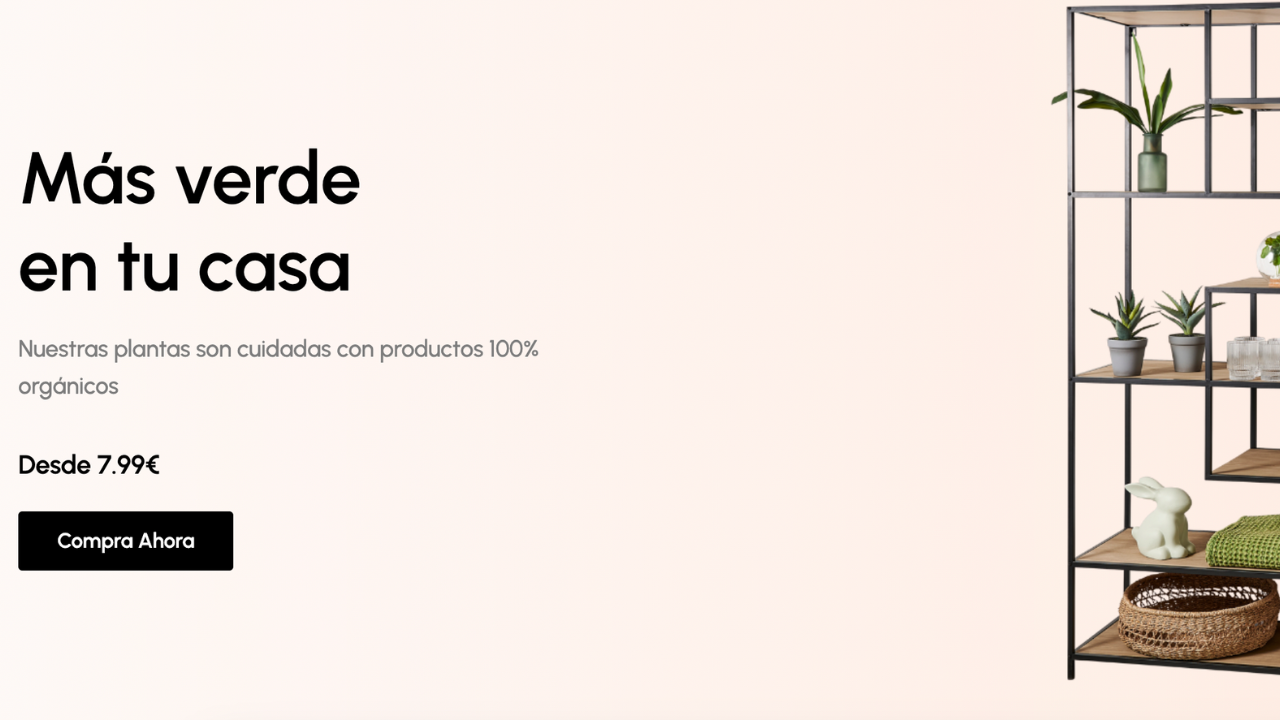 Más verde
en tu casa
Nuestras plantas son cuidadas con productos 100%
orgánicos
Desde 7.99€
Compra Ahora